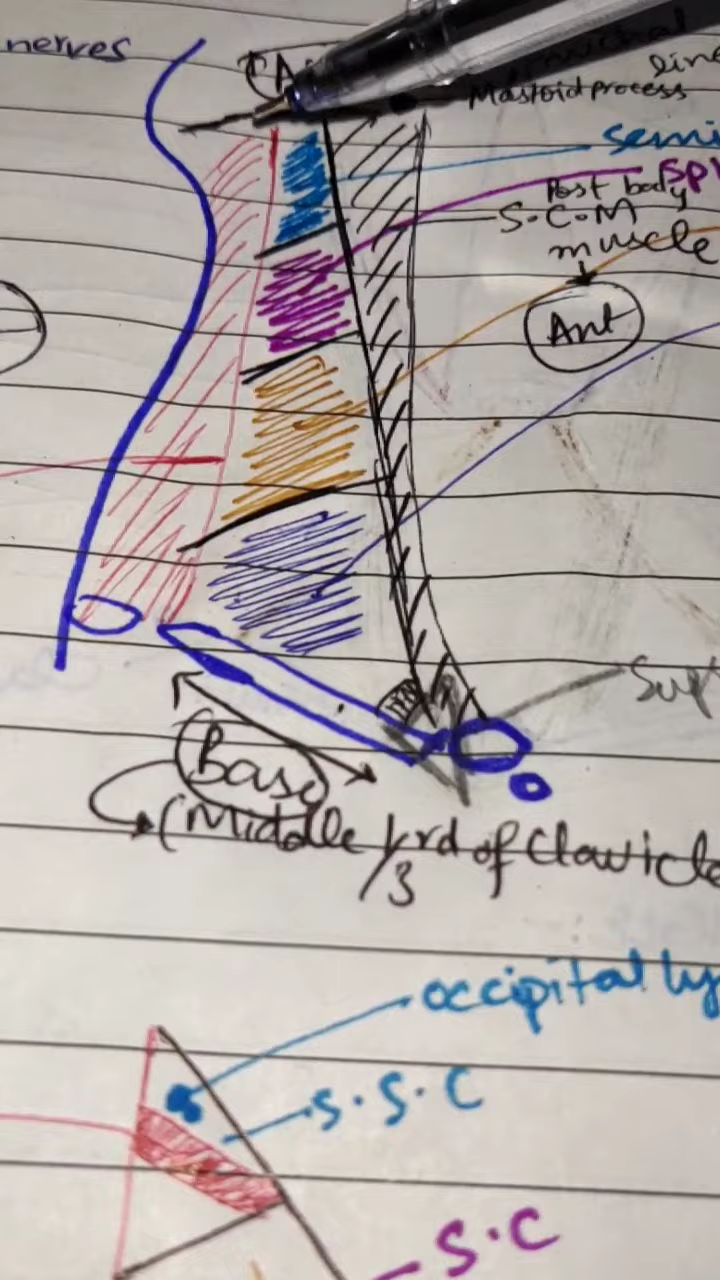 nerves
line
Mastoid process
semi
spl
Post body
S.C.M
muscle
Ant
Sup
Base
(Middle 1/3 rd of Clavicle
occipital ly
S.S.C
S.C